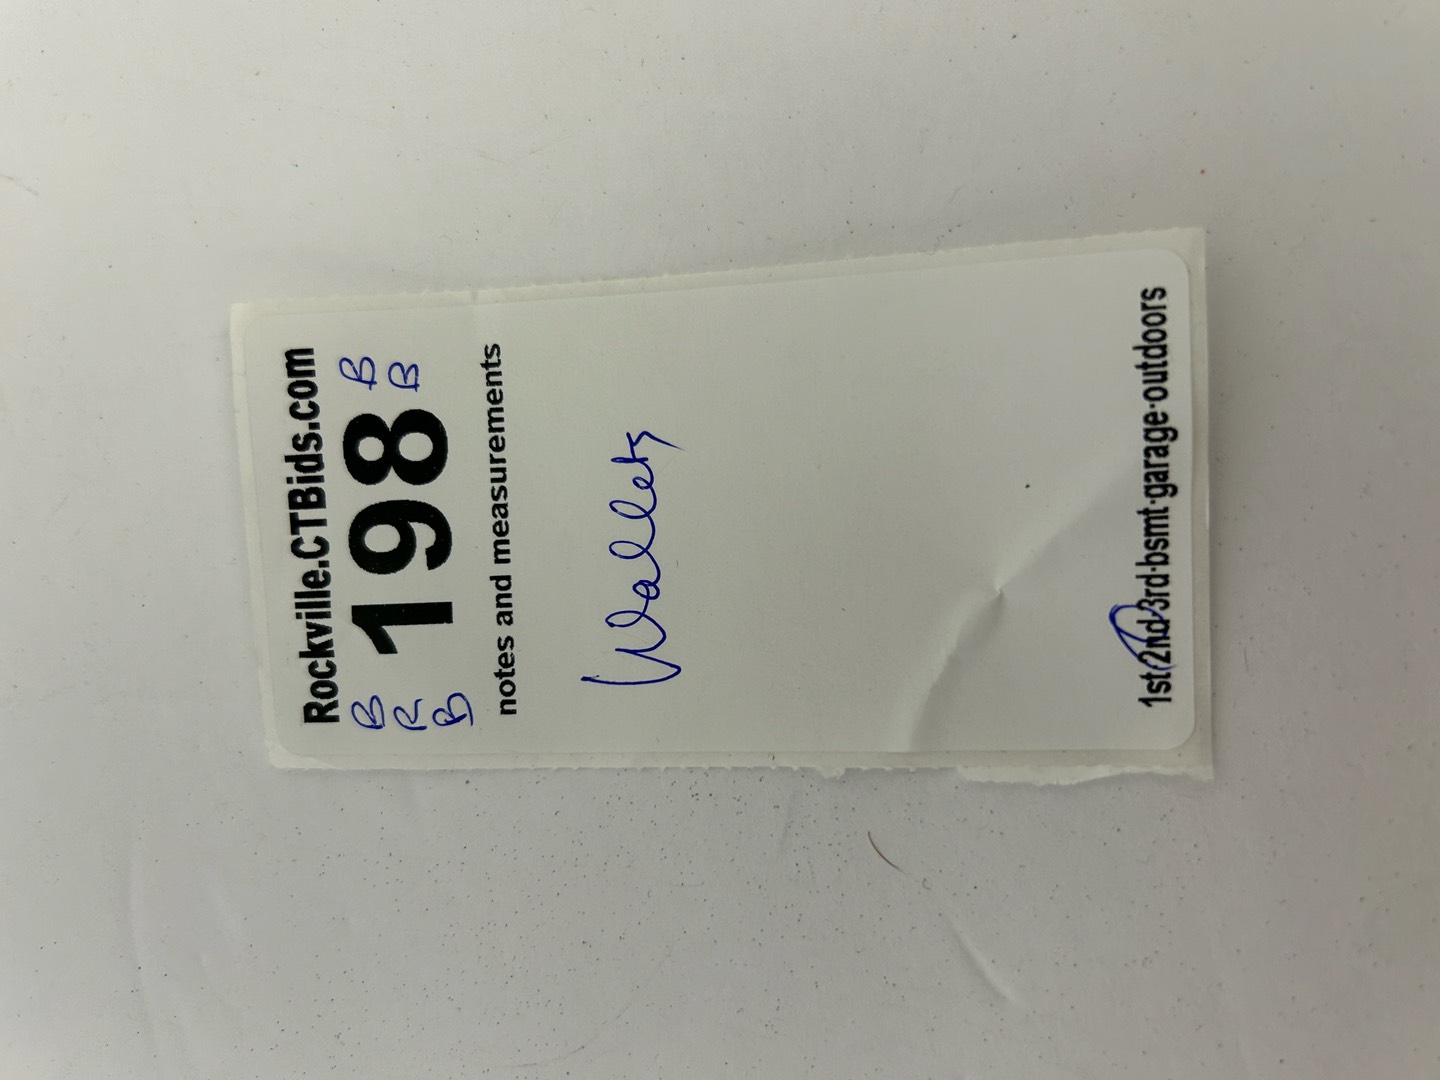 Rockville.CTBids.com
B
R
B
198
B
B
notes and measurements
Wallets
1st·2nd·3rd·bsmt·garage·outdoors